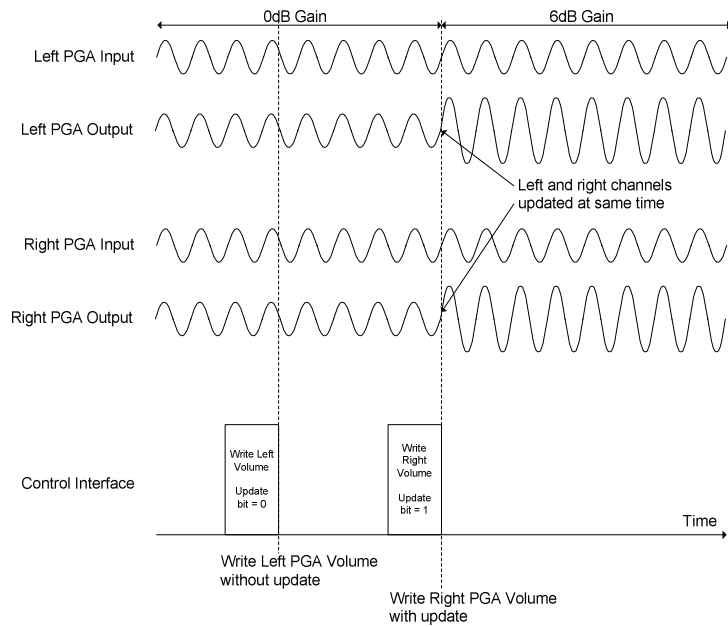 0dB Gain
6dB Gain
Left PGA Input
Left PGA Output
Left and right channels
updated at same time
Right PGA Input
Right PGA Output
Control Interface
Write Left
Volume
Update
bit = 0
Write
Right
Volume
Update
bit = 1
Time
Write Left PGA Volume
without update
Write Right PGA Volume
with update